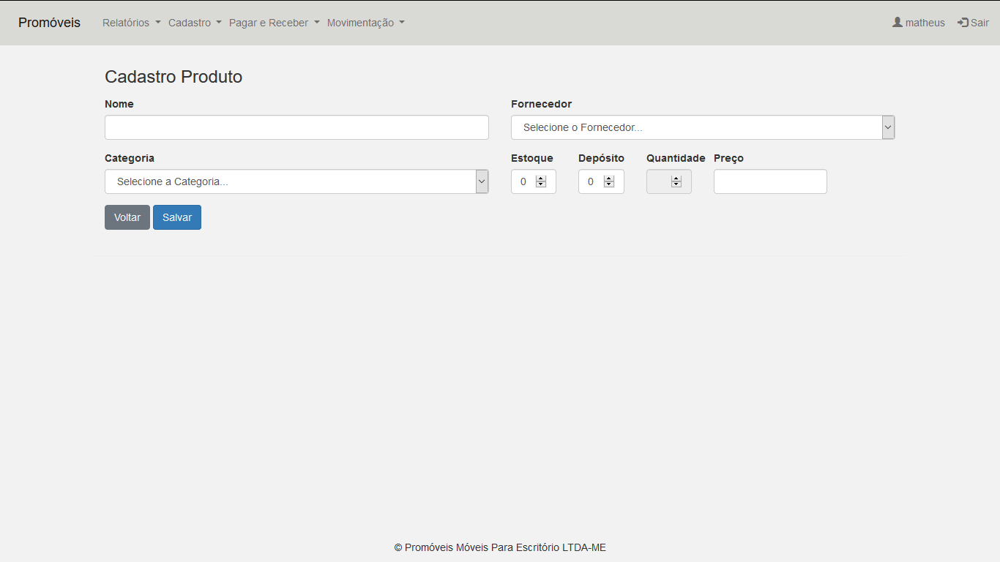 Promóveis Relatórios Cadastro Pagar e Receber Movimentação matheus Sair
Cadastro Produto
Nome Fornecedor
Selecione o Fornecedor...
Categoria Estoque Depósito Quantidade Preço
Selecione a Categoria... 0 0
Voltar Salvar
© Promóveis Móveis Para Escritório LTDA-ME